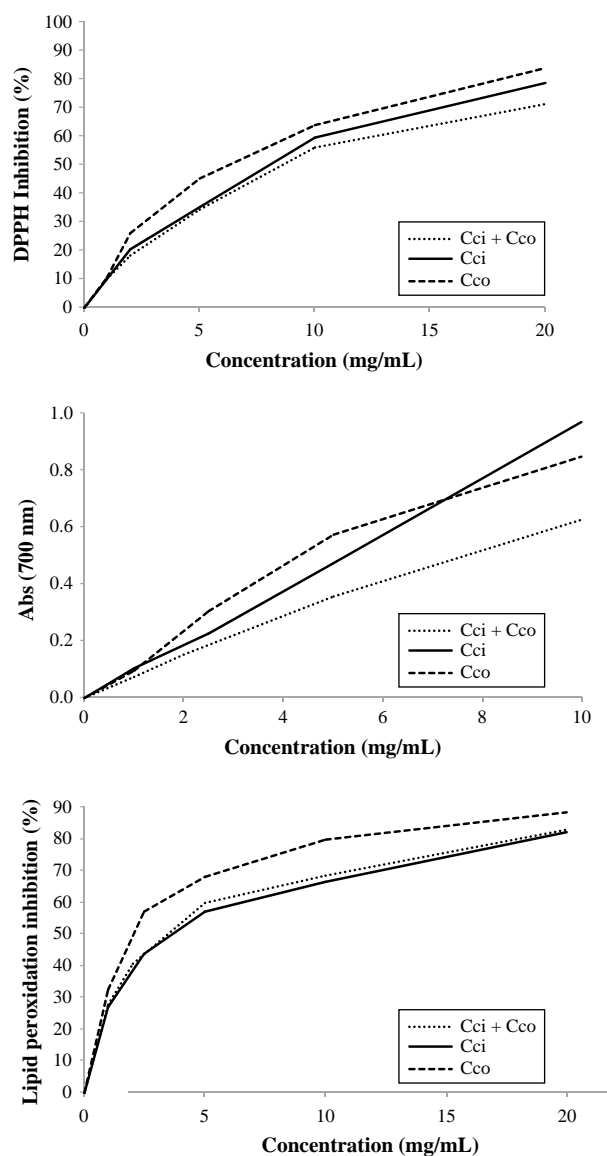 DPPH Inhibition (%)
100
90
80
70
60
50
40
30
20
10
0
Cci + Cco
Cci
Cco
0 5 10 15 20
Concentration (mg/mL)
Abs (700 nm)
1.0
0.8
0.6
0.4
0.2
0.0
Cci + Cco
Cci
Cco
0 2 4 6 8 10
Concentration (mg/mL)
Lipid peroxidation inhibition (%)
90
80
70
60
50
40
30
20
10
0
Cci + Cco
Cci
Cco
0 5 10 15 20
Concentration (mg/mL)